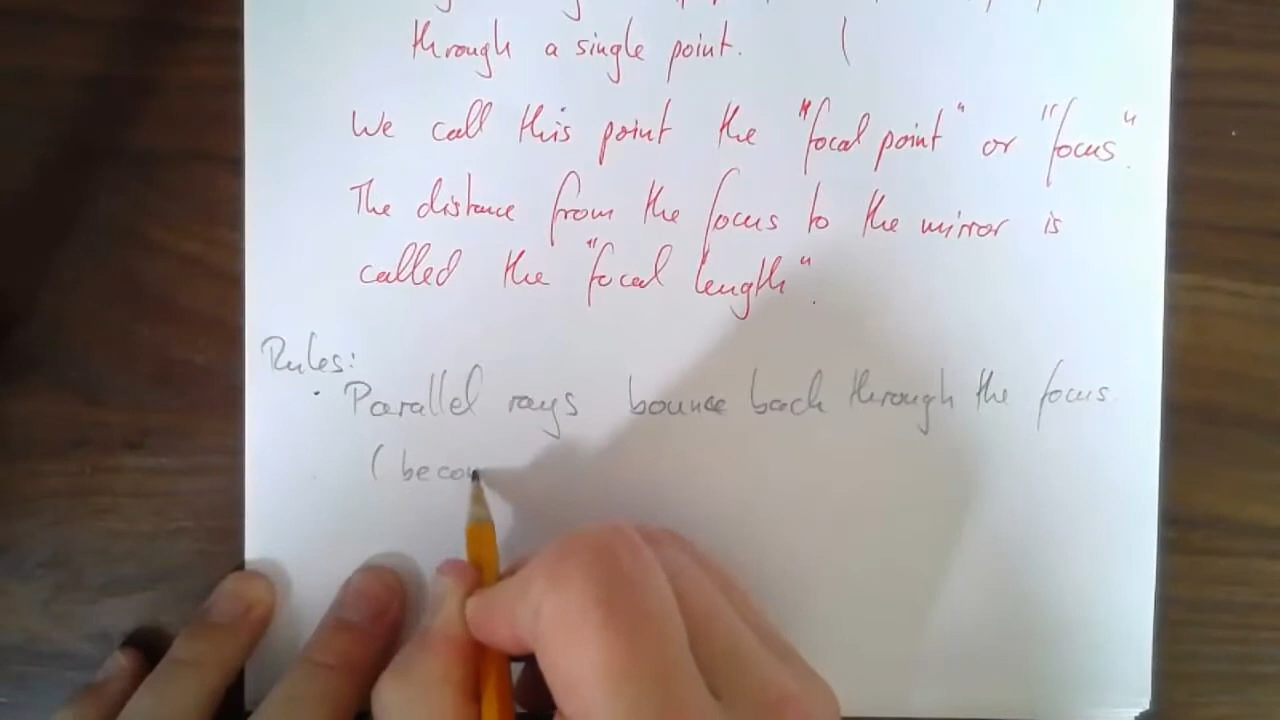 through a single point. (
We call this point the "focal point" or "focus".
The distance from the focus to the mirror is
called the "focal length".
Rules:
· Parallel rays bounce back through the focus
(becom